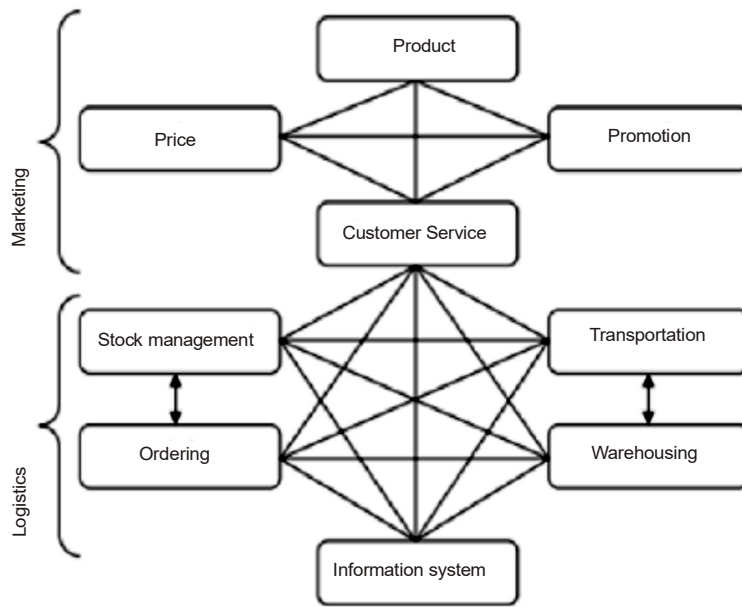 Product
Price
Promotion
Customer Service
Marketing
Stock management
Transportation
Ordering
Warehousing
Information system
Logistics